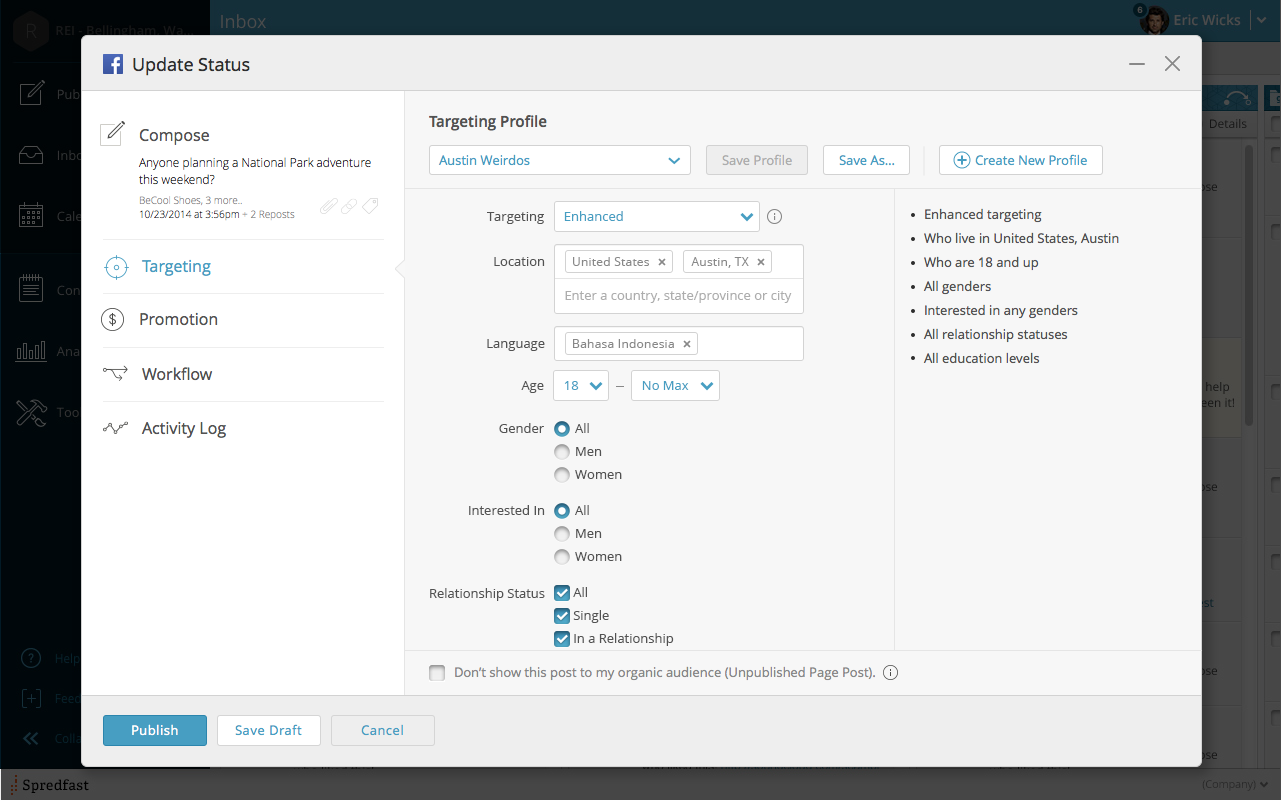 R
REI - Bellingham, Wa
Inbox
6
Eric Wicks
Update Status
Details
Compose
Anyone planning a National Park adventure
this weekend?
BeCool Shoes, 3 more..
10/23/2014 at 3:56pm + 2 Reposts
Targeting
Promotion
$
Workflow
Activity Log
Targeting Profile
Austin Weirdos
Save Profile
Save As...
Create New Profile
Targeting
Enhanced
Location
United States
Austin, TX
Enter a country, state/province or city
Language
Bahasa Indonesia
Age
18
–
No Max
Gender
All
Men
Women
Interested In
All
Men
Women
Relationship Status
All
Single
In a Relationship
• Enhanced targeting
• Who live in United States, Austin
• Who are 18 and up
• All genders
• Interested in any genders
• All relationship statuses
• All education levels
Don't show this post to my organic audience (Unpublished Page Post).
help
Help
Publish
Save Draft
Cancel
Spredfast
(Company)